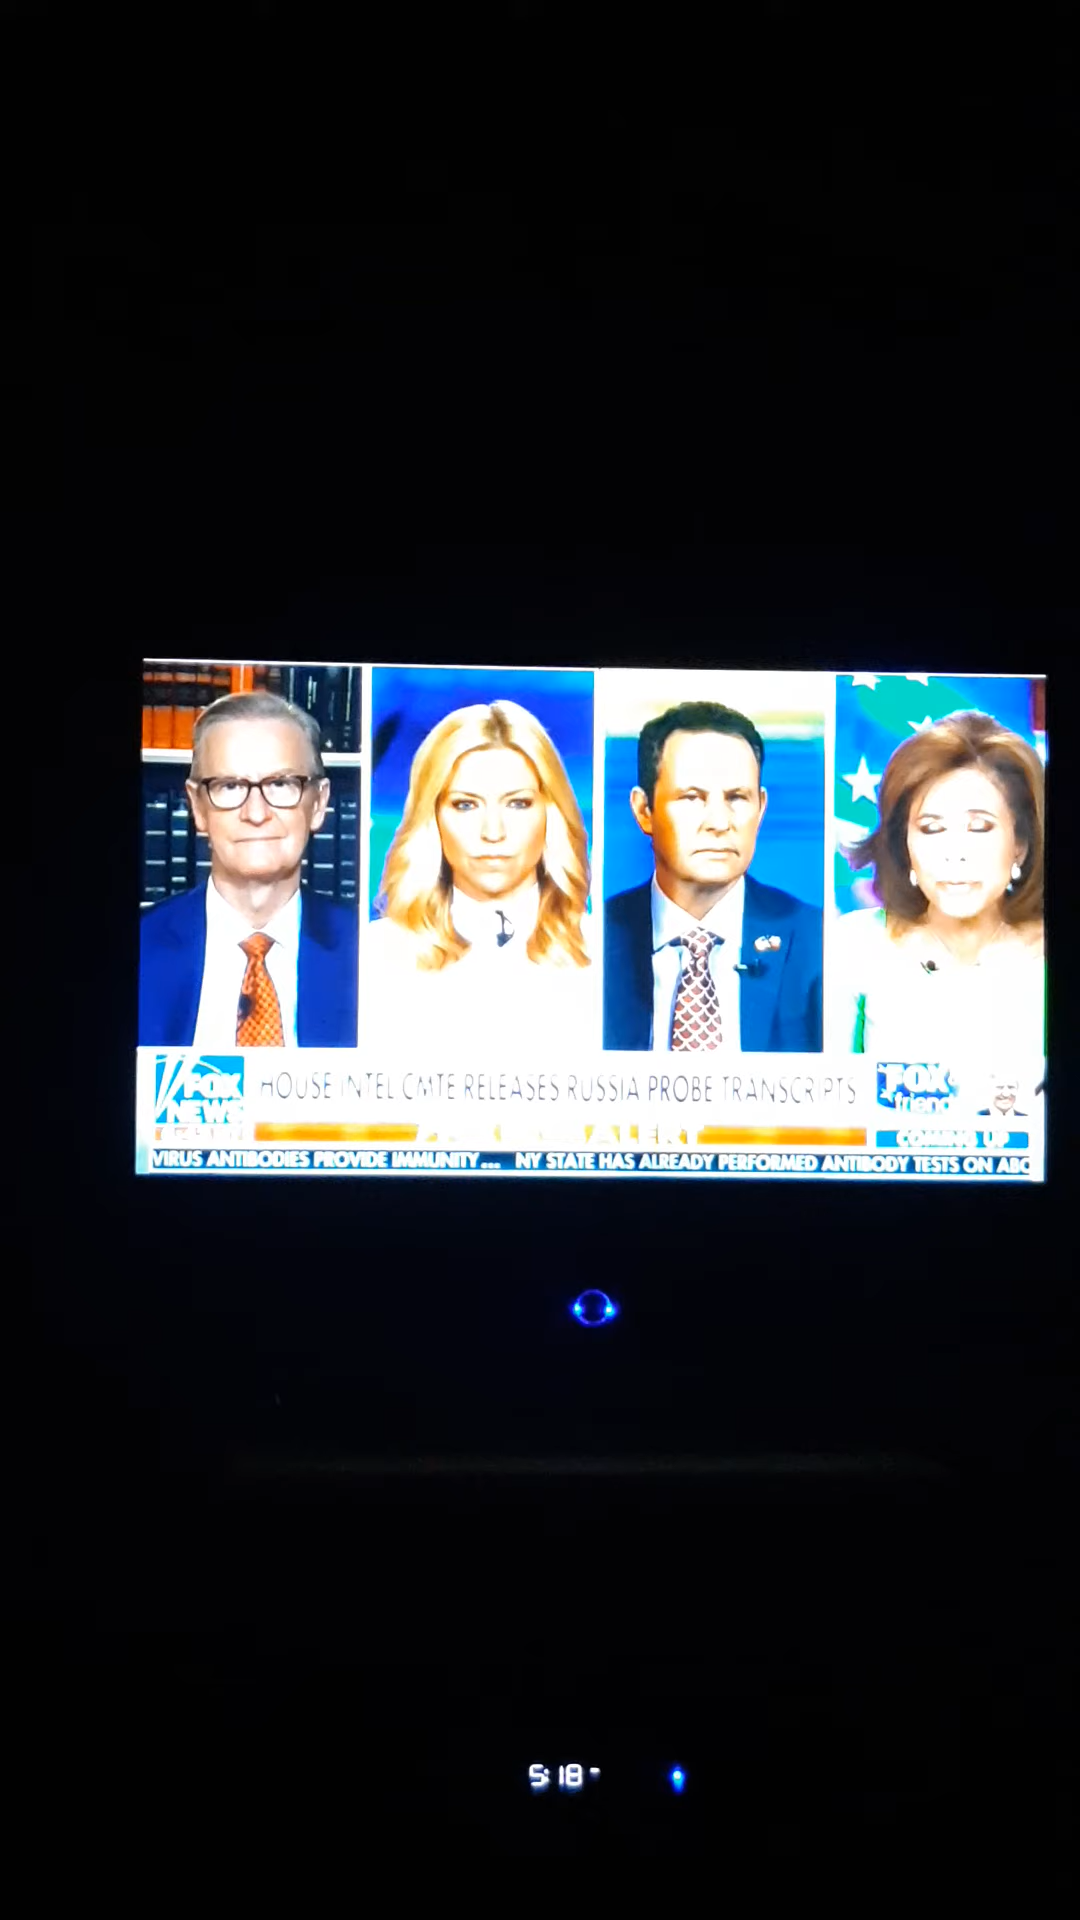 FOX
NEWS
HOUSE INTEL CMTE RELEASES RUSSIA PROBE TRANSCRIPTS
FOX
friend
ALERT
COMING UP
VIRUS ANTIBODIES PROVIDE IMMUNITY... NY STATE HAS ALREADY PERFORMED ANTIBODY TESTS ON ABO
5:18